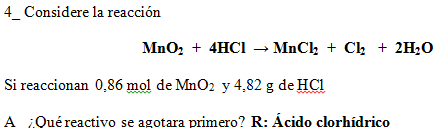 4_ Considere la reacción
MnO₂ + 4HCl → MnCl₂ + Cl₂ + 2H₂O
Si reaccionan 0,86 mol de MnO₂ y 4,82 g de HCl
A ¿Qué reactivo se agotara primero? R: Ácido clorhídrico